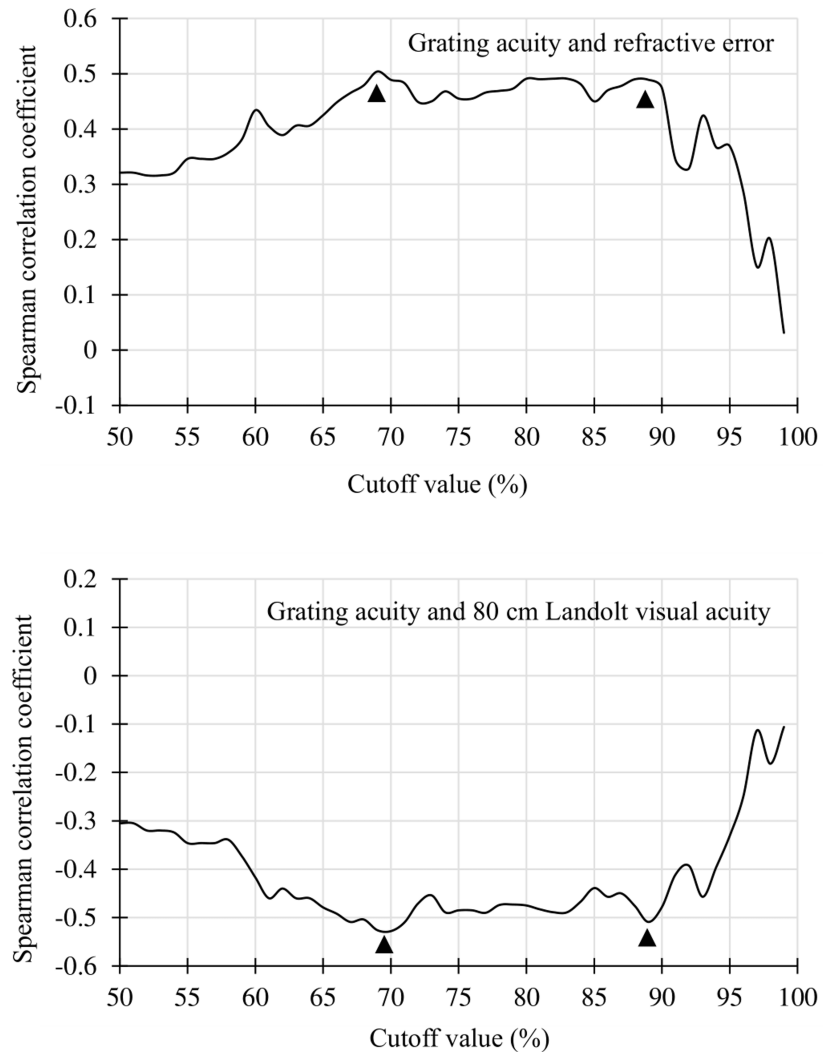 Grating acuity and refractive error
Spearman correlation coefficient
0.6
0.5
0.4
0.3
0.2
0.1
0
-0.1
50 55 60 65 70 75 80 85 90 95 100
Cutoff value (%)
Grating acuity and 80 cm Landolt visual acuity
Spearman correlation coefficient
0.2
0.1
0
-0.1
-0.2
-0.3
-0.4
-0.5
-0.6
50 55 60 65 70 75 80 85 90 95 100
Cutoff value (%)